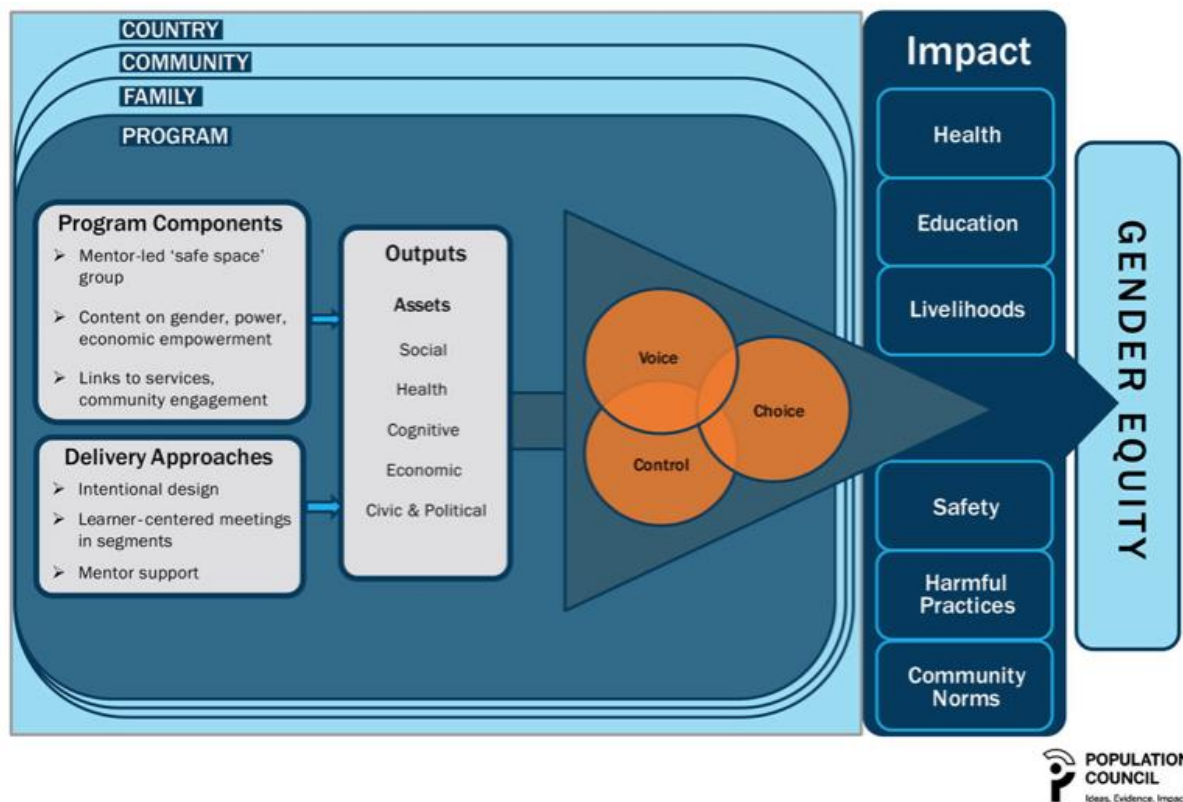 COUNTRY
COMMUNITY
FAMILY
PROGRAM
Program Components
➢ Mentor-led ‘safe space’
group
➢ Content on gender, power,
economic empowerment
➢ Links to services,
community engagement
Delivery Approaches
➢ Intentional design
➢ Learner-centered meetings
in segments
➢ Mentor support
Outputs
Assets
Social
Health
Cognitive
Economic
Civic & Political
Voice
Choice
Control
Impact
Health
Education
Livelihoods
Safety
Harmful
Practices
Community
Norms
GENDER EQUITY
POPULATION
COUNCIL
Ideas. Evidence. Impact